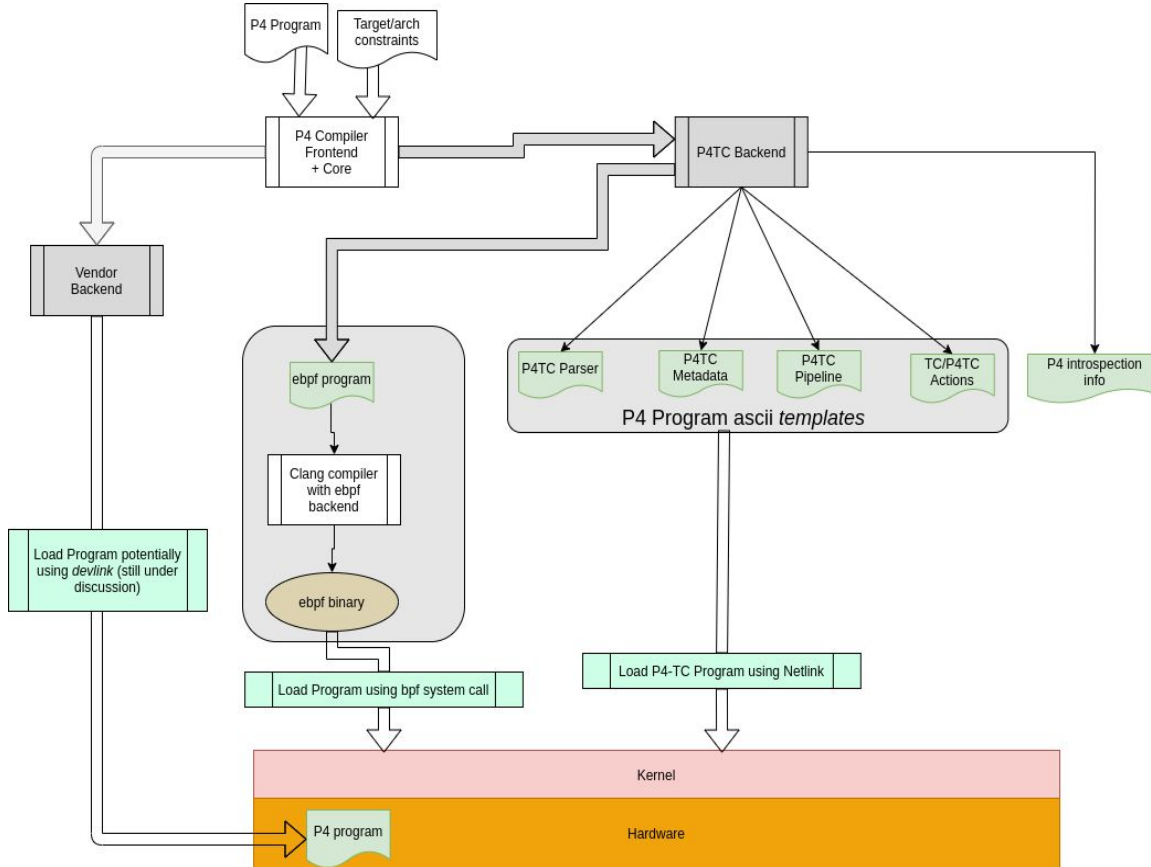 P4 Program
Target/arch
constraints
P4 Compiler
Frontend
+ Core
P4TC Backend
Vendor
Backend
ebpf program
P4TC Parser
P4TC
Metadata
P4TC
Pipeline
TC/P4TC
Actions
P4 introspection
info
P4 Program ascii templates
Clang compiler
with ebpf
backend
Load Program potentially
using devlink (still under
discussion)
ebpf binary
Load Program using bpf system call
Load P4-TC Program using Netlink
Kernel
P4 program
Hardware